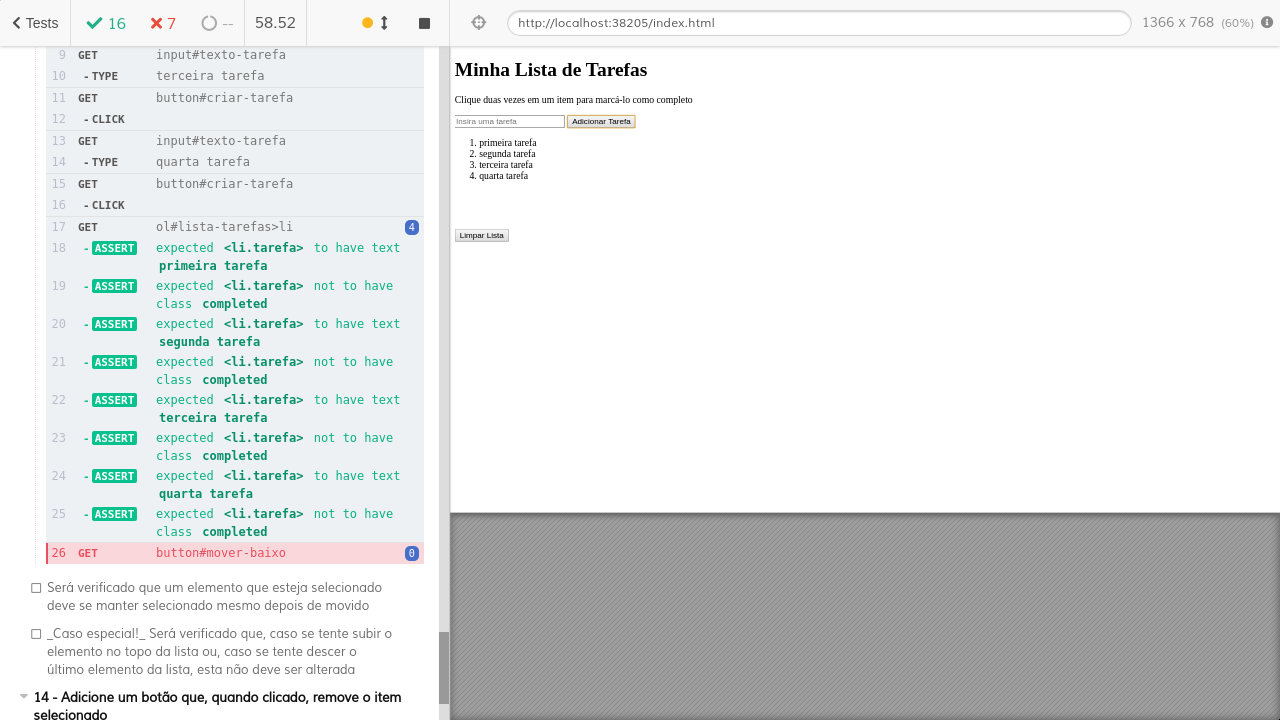 Tests
16
7
--
58.52
http://localhost:38205/index.html
1366 x 768 (60%)
9 GET input#texto-tarefa
10 -TYPE terceira tarefa
11 GET button#criar-tarefa
12 -CLICK
13 GET input#texto-tarefa
14 -TYPE quarta tarefa
15 GET button#criar-tarefa
16 -CLICK
17 GET ol#lista-tarefas>li 4
18 -ASSERT expected <li.tarefa> to have text
primeira tarefa
19 -ASSERT expected <li.tarefa> not to have
class completed
20 -ASSERT expected <li.tarefa> to have text
segunda tarefa
21 -ASSERT expected <li.tarefa> not to have
class completed
22 -ASSERT expected <li.tarefa> to have text
terceira tarefa
23 -ASSERT expected <li.tarefa> not to have
class completed
24 -ASSERT expected <li.tarefa> to have text
quarta tarefa
25 -ASSERT expected <li.tarefa> not to have
class completed
26 GET button#mover-baixo 0
Será verificado que um elemento que esteja selecionado
deve se manter selecionado mesmo depois de movido
_Caso especial!_ Será verificado que, caso se tente subir o
elemento no topo da lista ou, caso se tente descer o
último elemento da lista, esta não deve ser alterada
14 - Adicione um botão que, quando clicado, remove o item
selecionado
Minha Lista de Tarefas
Clique duas vezes em um item para marcá-lo como completo
Insira uma tarefa
Adicionar Tarefa
1. primeira tarefa
2. segunda tarefa
3. terceira tarefa
4. quarta tarefa
Limpar Lista